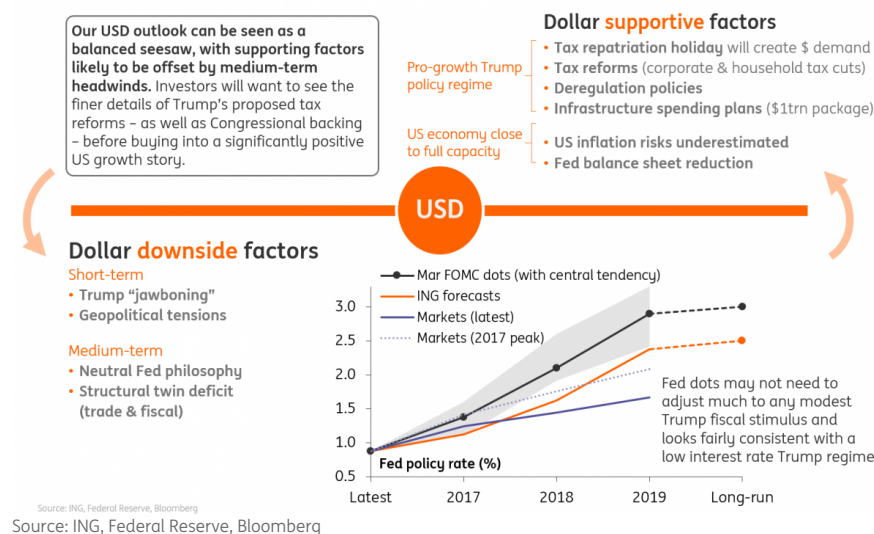 Our USD outlook can be seen as a
balanced seesaw, with supporting factors
likely to be offset by medium-term
headwinds. Investors will want to see the
finer details of Trump's proposed tax
reforms – as well as Congressional backing
– before buying into a significantly positive
US growth story.
Dollar supportive factors
Pro-growth Trump
policy regime
• Tax repatriation holiday will create $ demand
• Tax reforms (corporate & household tax cuts)
• Deregulation policies
• Infrastructure spending plans ($1trn package)
US economy close
to full capacity
• US inflation risks underestimated
• Fed balance sheet reduction
USD
Dollar downside factors
Short-term
• Trump “jawboning”
• Geopolitical tensions
Medium-term
• Neutral Fed philosophy
• Structural twin deficit
(trade & fiscal)
Mar FOMC dots (with central tendency)
ING forecasts
Markets (latest)
Markets (2017 peak)
3.0
2.5
2.0
1.5
1.0
0.5
Fed policy rate (%)
Latest 2017 2018 2019 Long-run
Fed dots may not need to
adjust much to any modest
Trump fiscal stimulus and
looks fairly consistent with a
low interest rate Trump regime
Source: ING, Federal Reserve, Bloomberg
Source: ING, Federal Reserve, Bloomberg